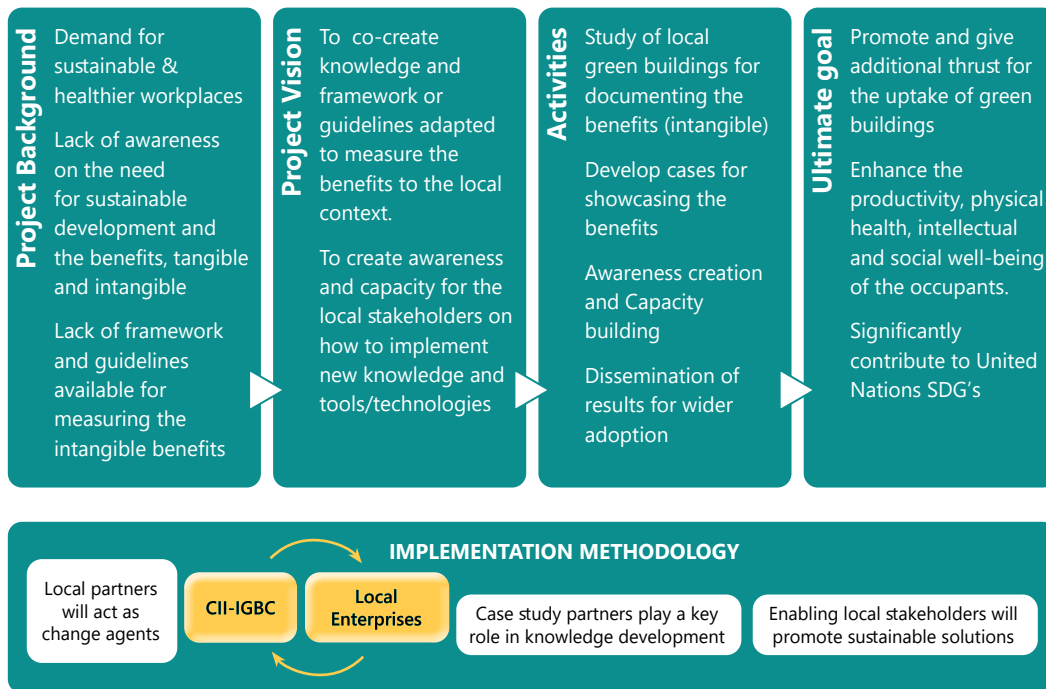 Project Background
Demand for
sustainable &
healthier workplaces
Lack of awareness
on the need
for sustainable
development and
the benefits, tangible
and intangible
Lack of framework
and guidelines
available for
measuring the
intangible benefits
Project Vision
To co-create
knowledge and
framework or
guidelines adapted
to measure the
benefits to the local
context.
To create awareness
and capacity for the
local stakeholders on
how to implement
new knowledge and
tools/technologies
Activities
Study of local
green buildings for
documenting the
benefits (intangible)
Develop cases for
showcasing the
benefits
Awareness creation
and Capacity
building
Dissemination of
results for wider
adoption
Ultimate goal
Promote and give
additional thrust for
the uptake of green
buildings
Enhance the
productivity, physical
health, intellectual
and social well-being
of the occupants.
Significantly
contribute to United
Nations SDG's
IMPLEMENTATION METHODOLOGY
Local partners
will act as
change agents
CII-IGBC
Local
Enterprises
Case study partners play a key
role in knowledge development
Enabling local stakeholders will
promote sustainable solutions